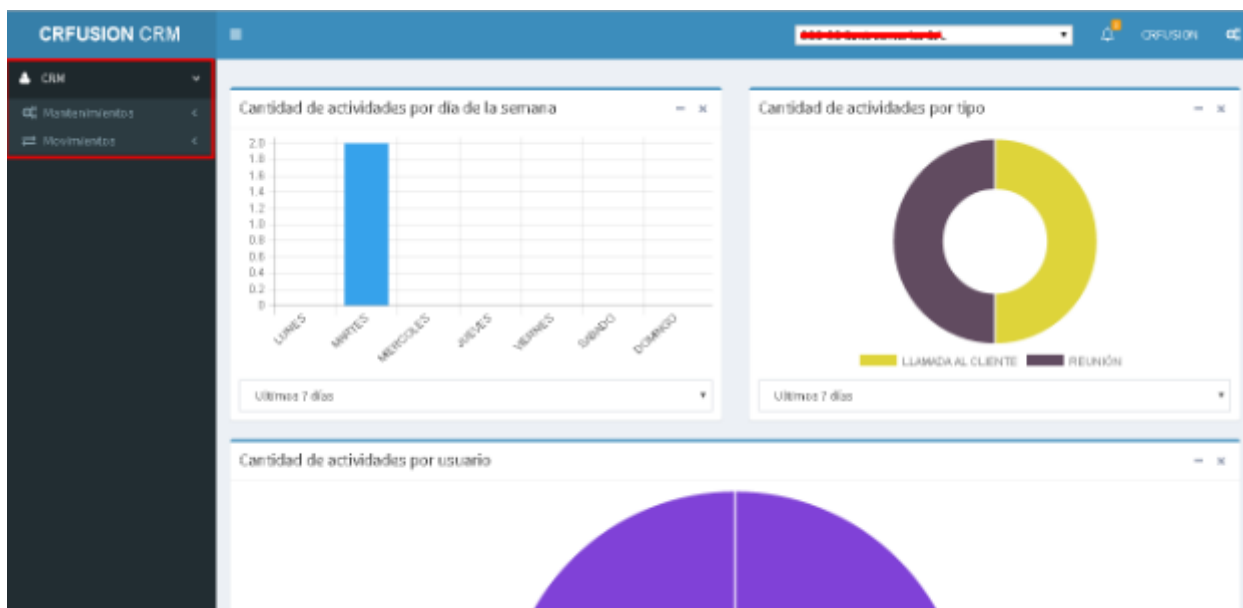 CRFUSION CRM
CRFUSION
CRM
Mantenimientos
Movimientos
Cantidad de actividades por día de la semana
2.0
1.8
1.6
1.4
1.2
1.0
0.8
0.6
0.4
0.2
0
LUNES
MARTES
MIERCOLES
JUEVES
VIERNES
SABADO
DOMINGO
Ultimos 7 días
Cantidad de actividades por tipo
LLAMADA AL CLIENTE
REUNIÓN
Ultimos 7 días
Cantidad de actividades por usuario